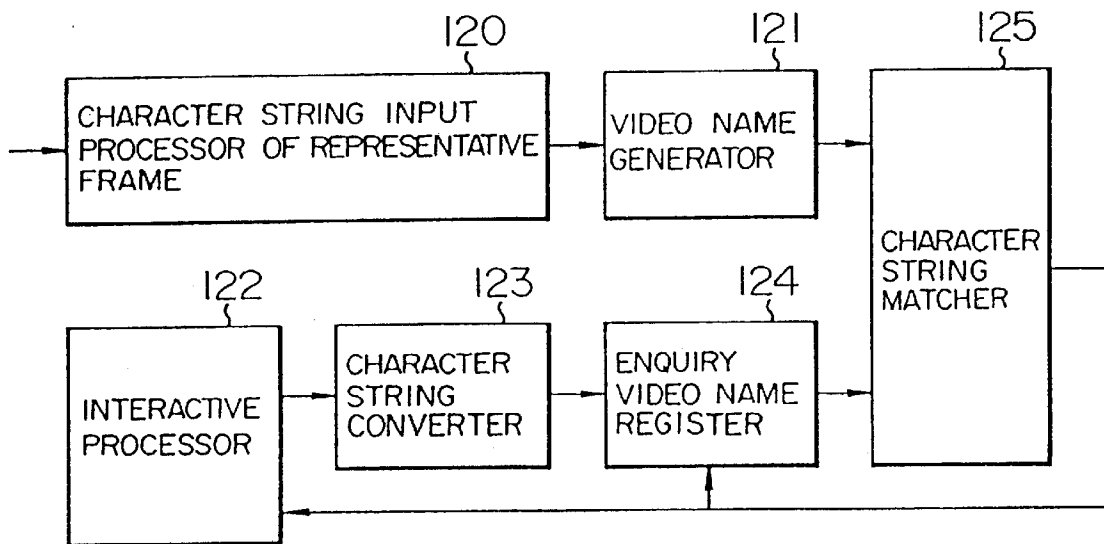 120
CHARACTER STRING INPUT
PROCESSOR OF REPRESENTATIVE
FRAME
121
VIDEO NAME
GENERATOR
125
CHARACTER
STRING
MATCHER
122
INTERACTIVE
PROCESSOR
123
CHARACTER
STRING
CONVERTER
124
ENQUIRY
VIDEO NAME
REGISTER